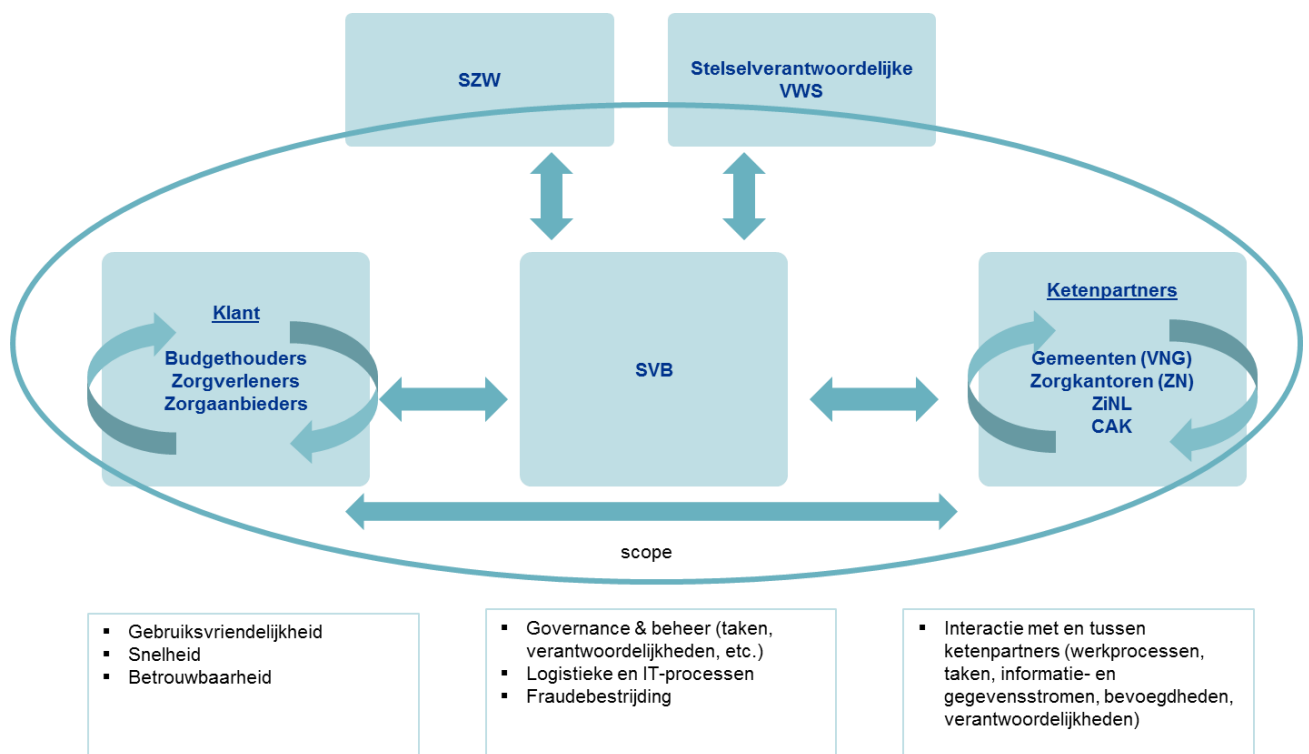 SZW
Stelselverantwoordelijke
VWS
Klant
Budgethouders
Zorgverleners
Zorgaanbieders
SVB
Ketenpartners
Gemeenten (VNG)
Zorgkantoren (ZN)
ZiNL
CAK
scope
▪ Gebruiksvriendelijkheid
▪ Snelheid
▪ Betrouwbaarheid
▪ Governance & beheer (taken,
verantwoordelijkheden, etc.)
▪ Logistieke en IT-processen
▪ Fraudebestrijding
▪ Interactie met en tussen
ketenpartners (werkprocessen,
taken, informatie- en
gegevensstromen, bevoegdheden,
verantwoordelijkheden)